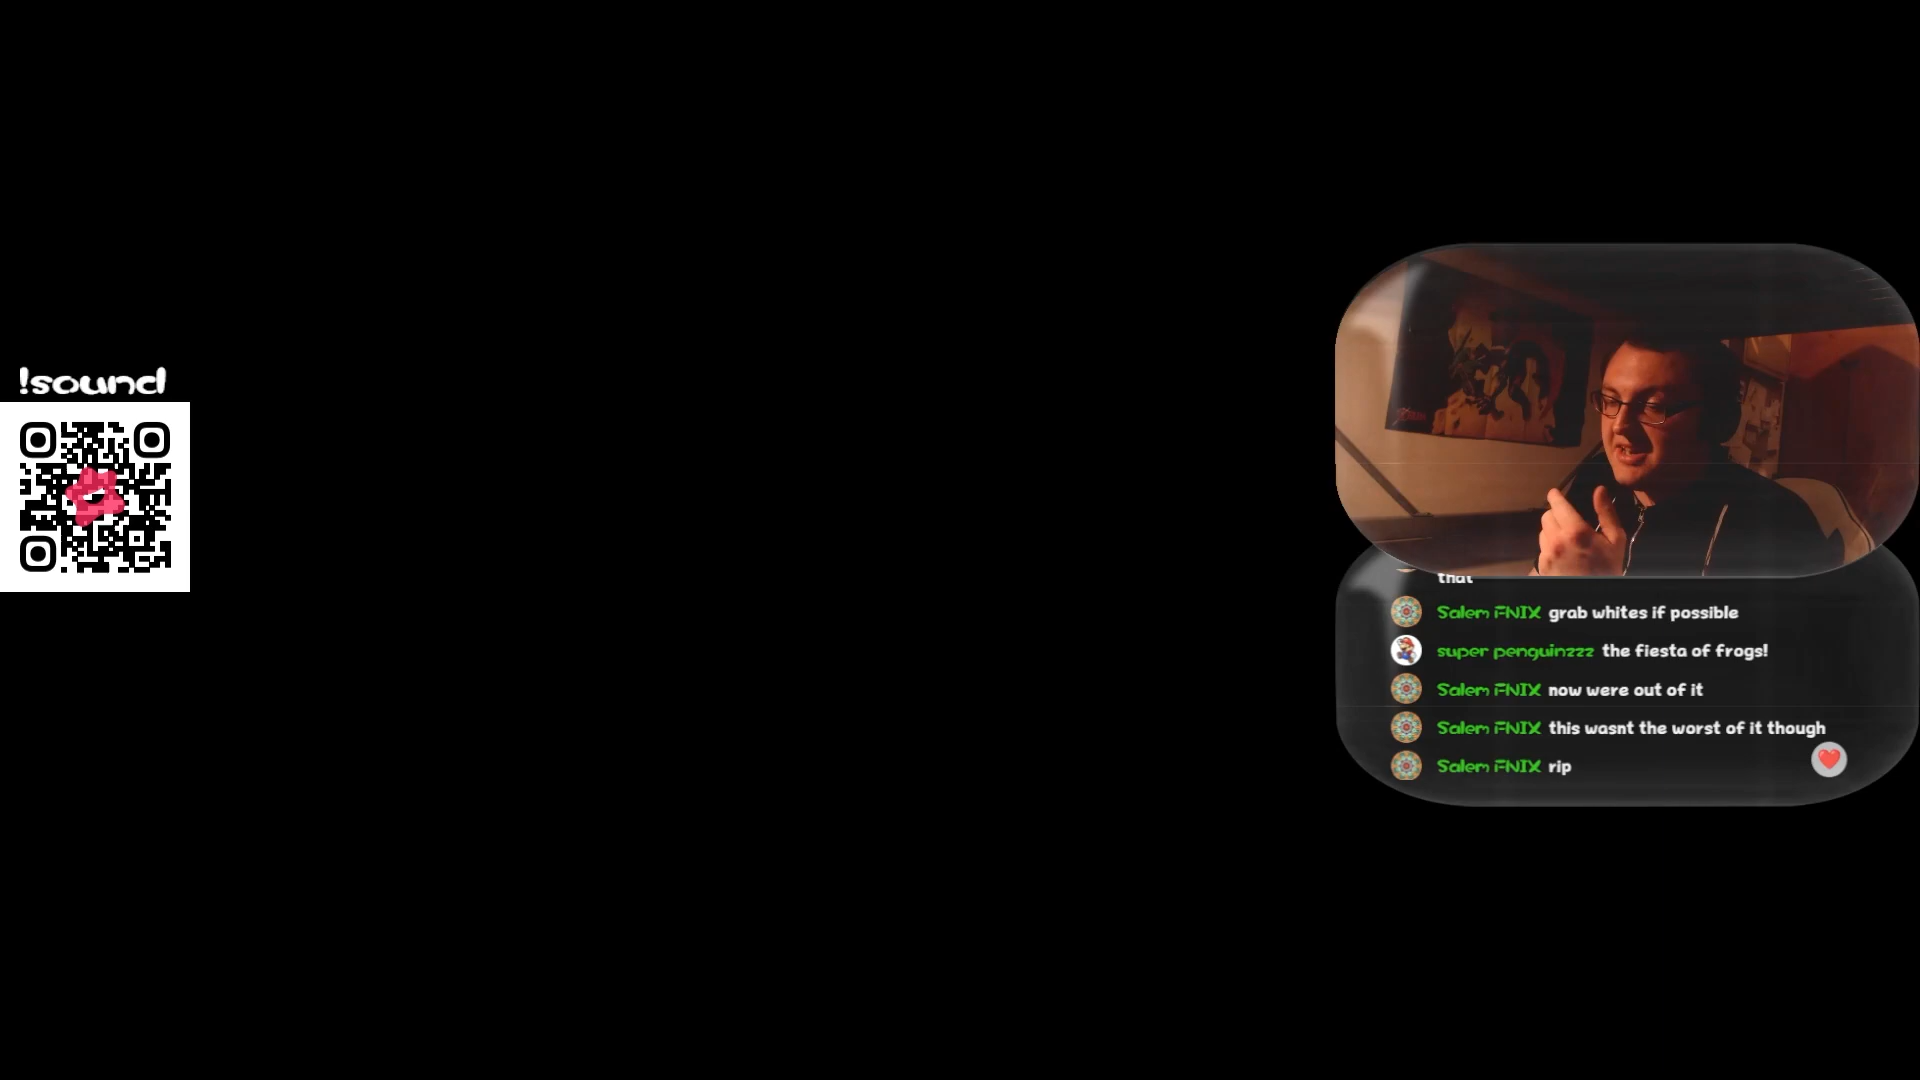 !sound
that
Salem FNIX grab whites if possible
super penguinzzz the fiesta of frogs!
Salem FNIX now were out of it
Salem FNIX this wasnt the worst of it though
Salem FNIX rip